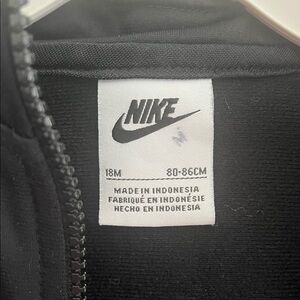 NIKE
18M 80-86CM
MADE IN INDONESIA
FABRIQUÉ EN INDONÉSIE
HECHO EN INDONESIA